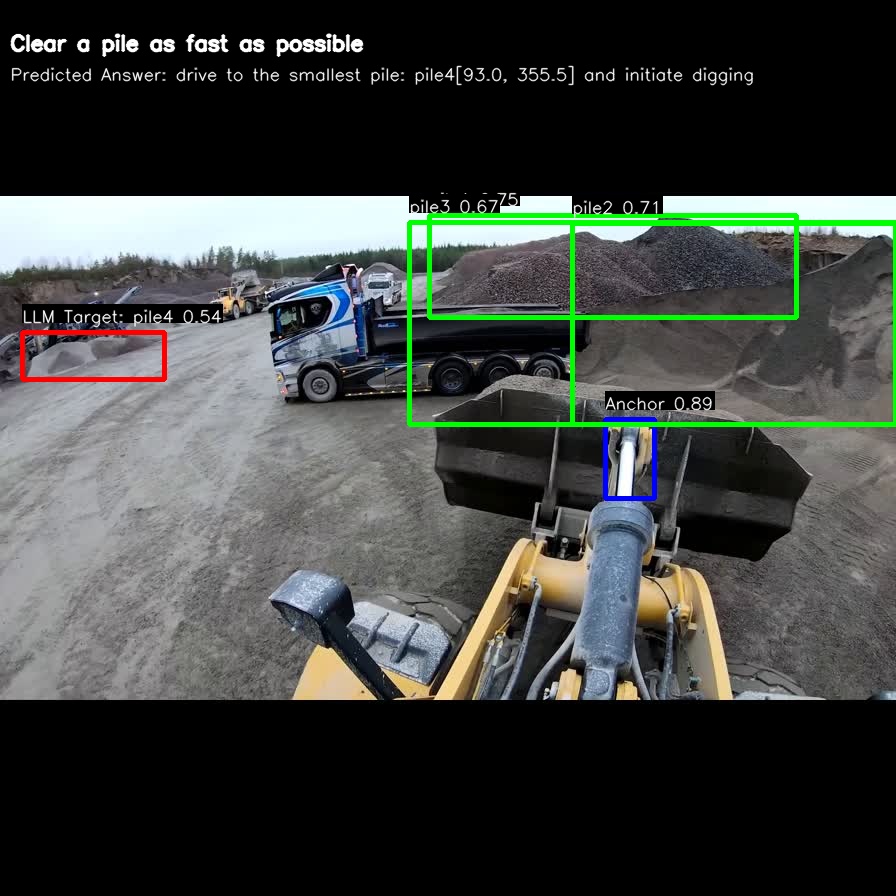 Clear a pile as fast as possible
Predicted Answer: drive to the smallest pile: pile4[93.0, 355.5] and initiate digging
pile3 0.67
75
pile2 0.71
LLM Target: pile4 0.54
Anchor 0.89